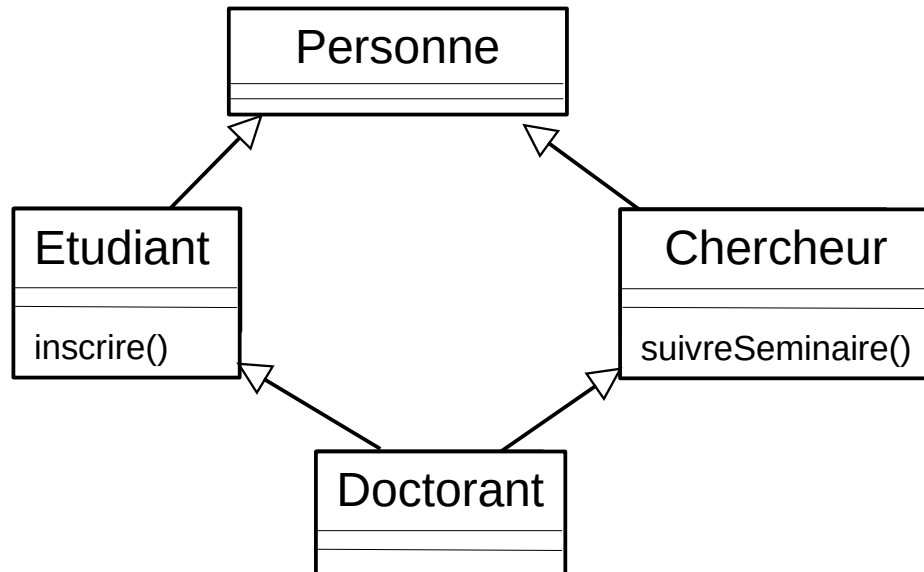 Personne
Etudiant
inscrire()
Chercheur
suivreSeminaire()
Doctorant